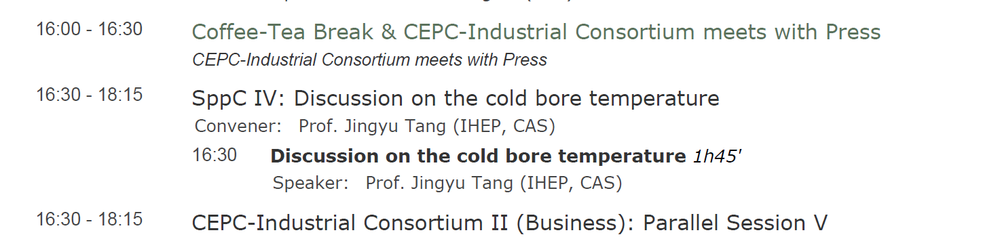 16:00 - 16:30 Coffee-Tea Break & CEPC-Industrial Consortium meets with Press
CEPC-Industrial Consortium meets with Press
16:30 - 18:15 SppC IV: Discussion on the cold bore temperature
Convener: Prof. Jingyu Tang (IHEP, CAS)
16:30 Discussion on the cold bore temperature 1h45'
Speaker: Prof. Jingyu Tang (IHEP, CAS)
16:30 - 18:15 CEPC-Industrial Consortium II (Business): Parallel Session V